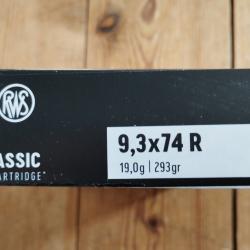 RWS
9,3x74 R
19,0g | 293gr
ASSIC
ARTRIDGE